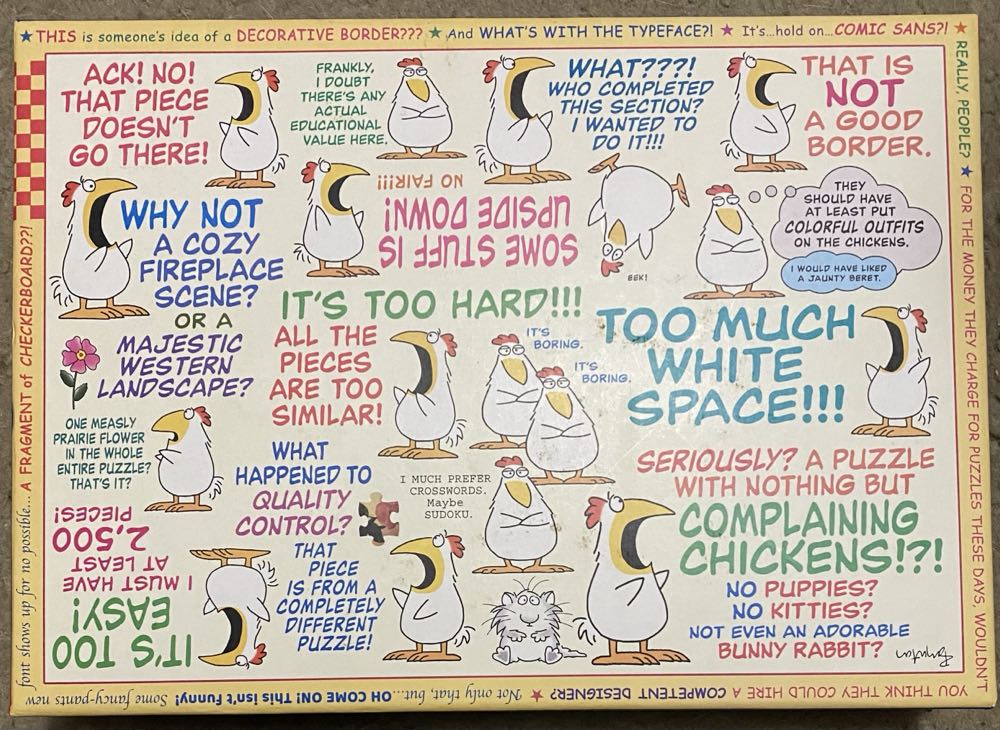 ★ THIS is someone's idea of a DECORATIVE BORDER??? ★ And WHAT'S WITH THE TYPEFACE?! ★ It's...hold on...COMIC SANS?! ★
REALLY, PEOPLE? ★ FOR THE MONEY THEY CHARGE FOR PUZZLES THESE DAYS, WOULDN'T
YOU THINK THEY COULD HIRE A COMPETENT DESIGNER? ★ Not only that, but... OH COME ON! This isn't funny! Some fancy-pants new
font shows up for no possible... A FRAGMENT of CHECKERBOARD??!
ACK! NO!
THAT PIECE
DOESN'T
GO THERE!
FRANKLY,
I DOUBT
THERE'S ANY
ACTUAL
EDUCATIONAL
VALUE HERE.
WHAT???!
WHO COMPLETED
THIS SECTION?
I WANTED TO
DO IT!!!
THAT IS
NOT
A GOOD
BORDER.
WHY NOT
A COZY
FIREPLACE
SCENE?
OR A
MAJESTIC
WESTERN
LANDSCAPE?
SOME STUFF IS
UPSIDE DOWN!
NO FAIR!!!
EEK!
THEY
SHOULD HAVE
AT LEAST PUT
COLORFUL OUTFITS
ON THE CHICKENS.
I WOULD HAVE LIKED
A JAUNTY BERET.
IT'S TOO HARD!!!
ALL THE
PIECES
ARE TOO
SIMILAR!
IT'S
BORING.
IT'S
BORING.
TOO MUCH
WHITE
SPACE!!!
ONE MEASLY
PRAIRIE FLOWER
IN THE WHOLE
ENTIRE PUZZLE?
THAT'S IT?
WHAT
HAPPENED TO
QUALITY
CONTROL?
I MUCH PREFER
CROSSWORDS.
Maybe
SUDOKU.
SERIOUSLY? A PUZZLE
WITH NOTHING BUT
COMPLAINING
CHICKENS!?!
NO PUPPIES?
NO KITTIES?
NOT EVEN AN ADORABLE
BUNNY RABBIT?
IT'S TOO
EASY!
I MUST HAVE
AT LEAST
2,500
PIECES!
THAT
PIECE
IS FROM A
COMPLETELY
DIFFERENT
PUZZLE!
Boynton